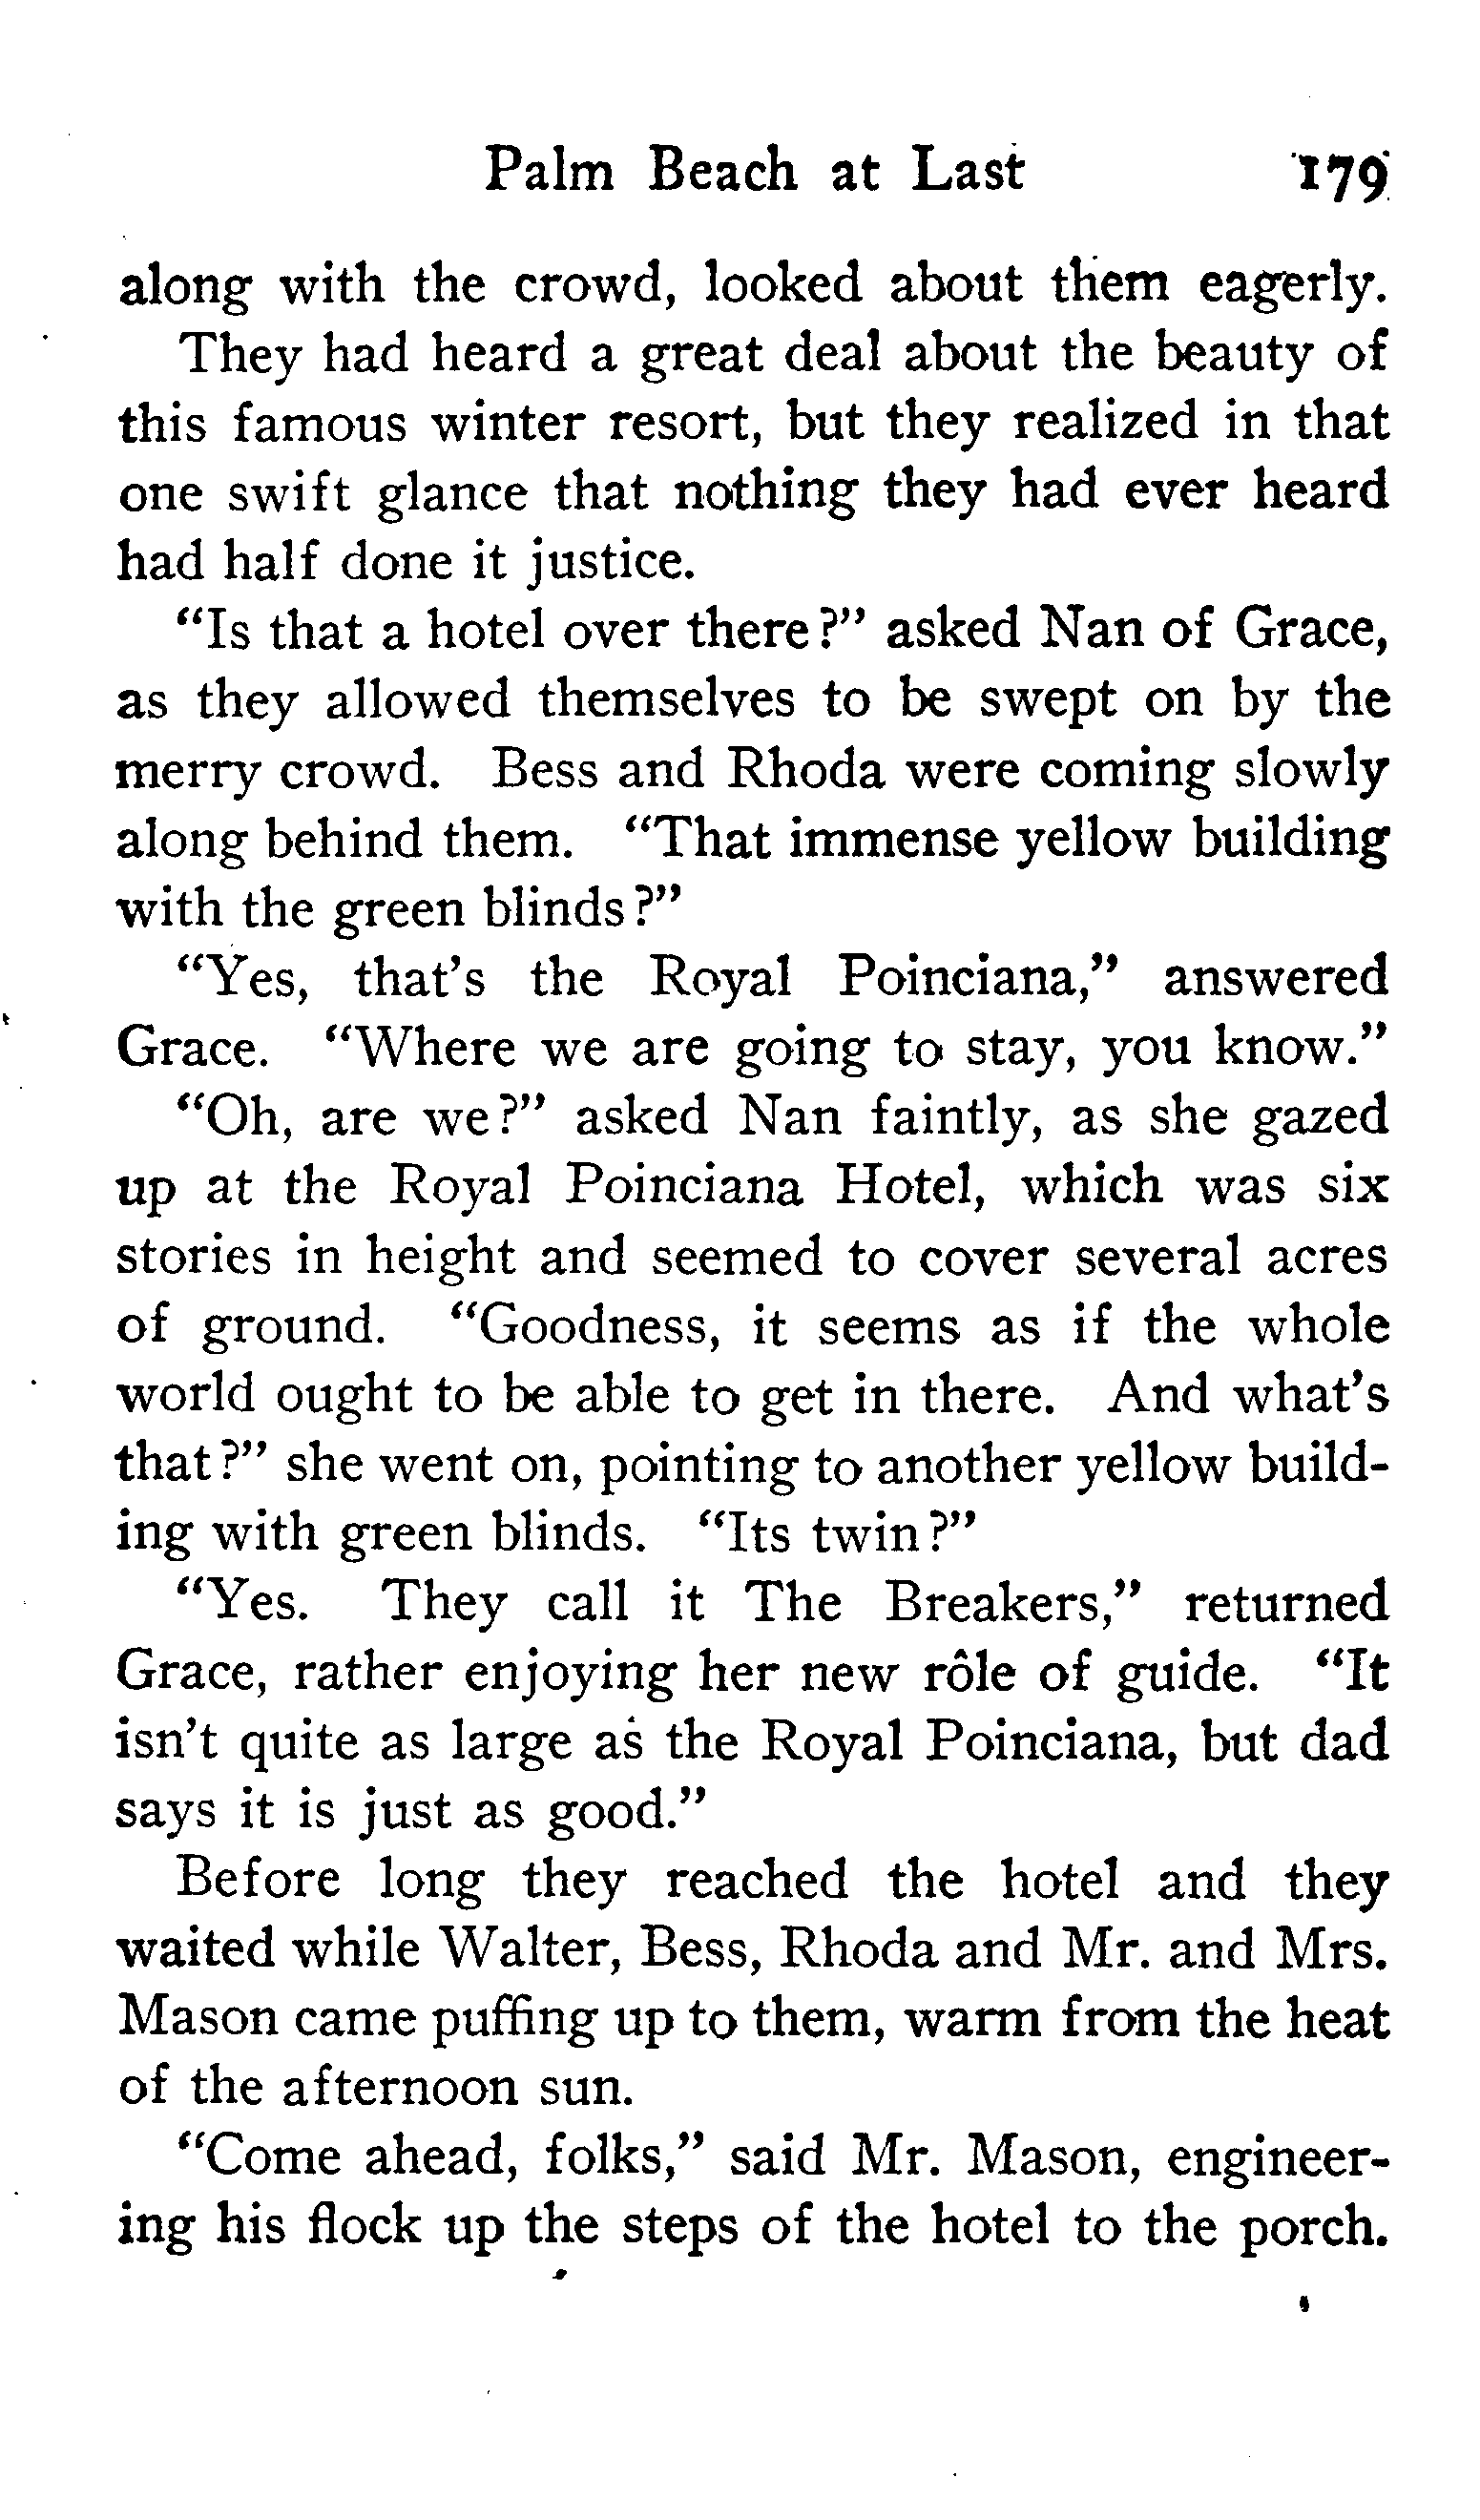 Palm Beach at Last 179
along with the crowd, looked about them eagerly.
They had heard a great deal about the beauty of
this famous winter resort, but they realized in that
one swift glance that nothing they had ever heard
had half done it justice.
“Is that a hotel over there?” asked Nan of Grace,
as they allowed themselves to be swept on by the
merry crowd. Bess and Rhoda were coming slowly
along behind them. “That immense yellow building
with the green blinds?”
“Yes, that’s the Royal Poinciana,” answered
Grace. “Where we are going to stay, you know.”
“Oh, are we?” asked Nan faintly, as she gazed
up at the Royal Poinciana Hotel, which was six
stories in height and seemed to cover several acres
of ground. “Goodness, it seems as if the whole
world ought to be able to get in there. And what’s
that?” she went on, pointing to another yellow build-
ing with green blinds. “Its twin?”
“Yes. They call it The Breakers,” returned
Grace, rather enjoying her new rôle of guide. “It
isn’t quite as large as the Royal Poinciana, but dad
says it is just as good.”
Before long they reached the hotel and they
waited while Walter, Bess, Rhoda and Mr. and Mrs.
Mason came puffing up to them, warm from the heat
of the afternoon sun.
“Come ahead, folks,” said Mr. Mason, engineer-
ing his flock up the steps of the hotel to the porch.